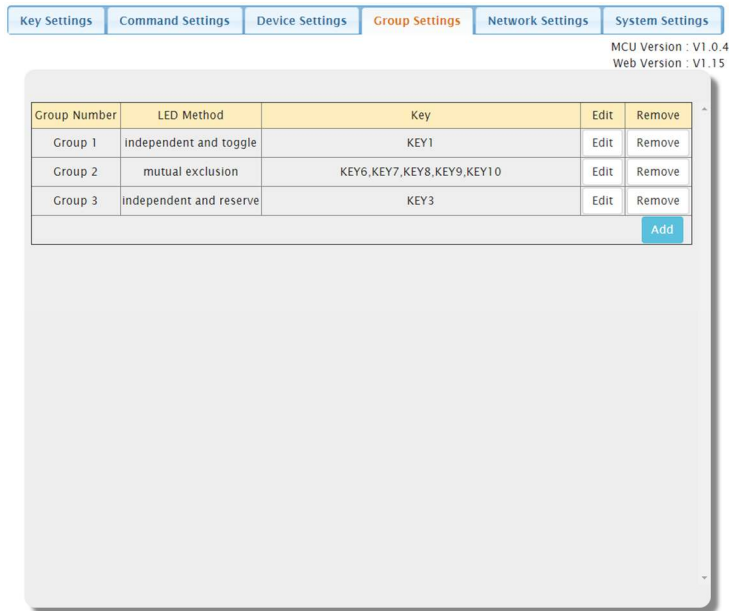 Key Settings Command Settings Device Settings Group Settings Network Settings System Settings
MCU Version : V1.0.4
Web Version : V1.15
Group Number LED Method Key Edit Remove
Group 1 independent and toggle KEY1 Edit Remove
Group 2 mutual exclusion KEY6,KEY7,KEY8,KEY9,KEY10 Edit Remove
Group 3 independent and reserve KEY3 Edit Remove
Add